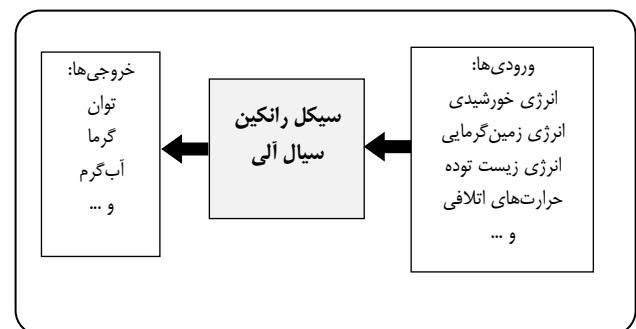 ورودی‌ها:
انرژی خورشیدی
انرژی زمین‌گرمایی
انرژی زیست توده
حرارت‌های اتلافی
و ...
سیکل رانکین
سیال آلی
خروجی‌ها:
توان
گرما
آب‌گرم
و ...